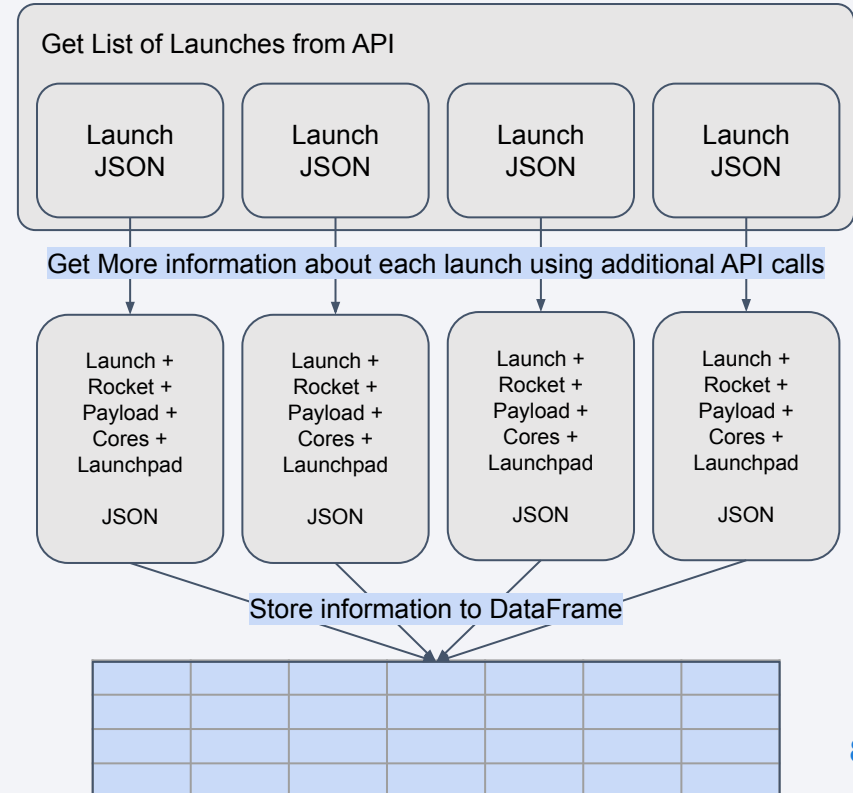 Get List of Launches from API
Launch
JSON
Launch
JSON
Launch
JSON
Launch
JSON
Get More information about each launch using additional API calls
Launch +
Rocket +
Payload +
Cores +
Launchpad
JSON
Launch +
Rocket +
Payload +
Cores +
Launchpad
JSON
Launch +
Rocket +
Payload +
Cores +
Launchpad
JSON
Launch +
Rocket +
Payload +
Cores +
Launchpad
JSON
Store information to DataFrame